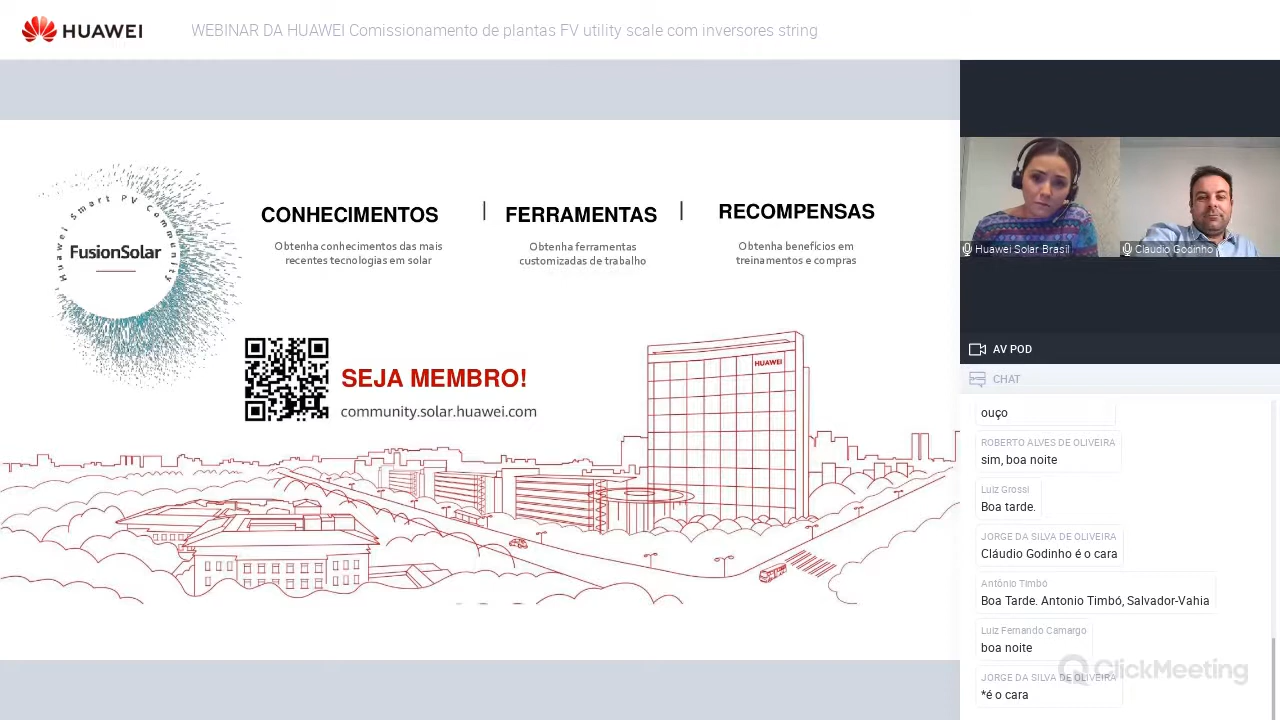 HUAWEI
WEBINAR DA HUAWEI Comissionamento de plantas FV utility scale com inversores string
Huawei Smart PV Community
FusionSolar
CONHECIMENTOS
Obtenha conhecimentos das mais
recentes tecnologias em solar
FERRAMENTAS
Obtenha ferramentas
customizadas de trabalho
RECOMPENSAS
Obtenha benefícios em
treinamentos e compras
SEJA MEMBRO!
community.solar.huawei.com
HUAWEI
Huawei Solar Brasil
Claudio Godinho
AV POD
CHAT
ouço
ROBERTO ALVES DE OLIVEIRA
sim, boa noite
Luiz Grossi
Boa tarde.
JORGE DA SILVA DE OLIVEIRA
Cláudio Godinho é o cara
Antônio Timbó
Boa Tarde. Antonio Timbó, Salvador-Vahia
Luiz Fernando Camargo
boa noite
JORGE DA SILVA DE OLIVEIRA
*é o cara
ClickMeeting